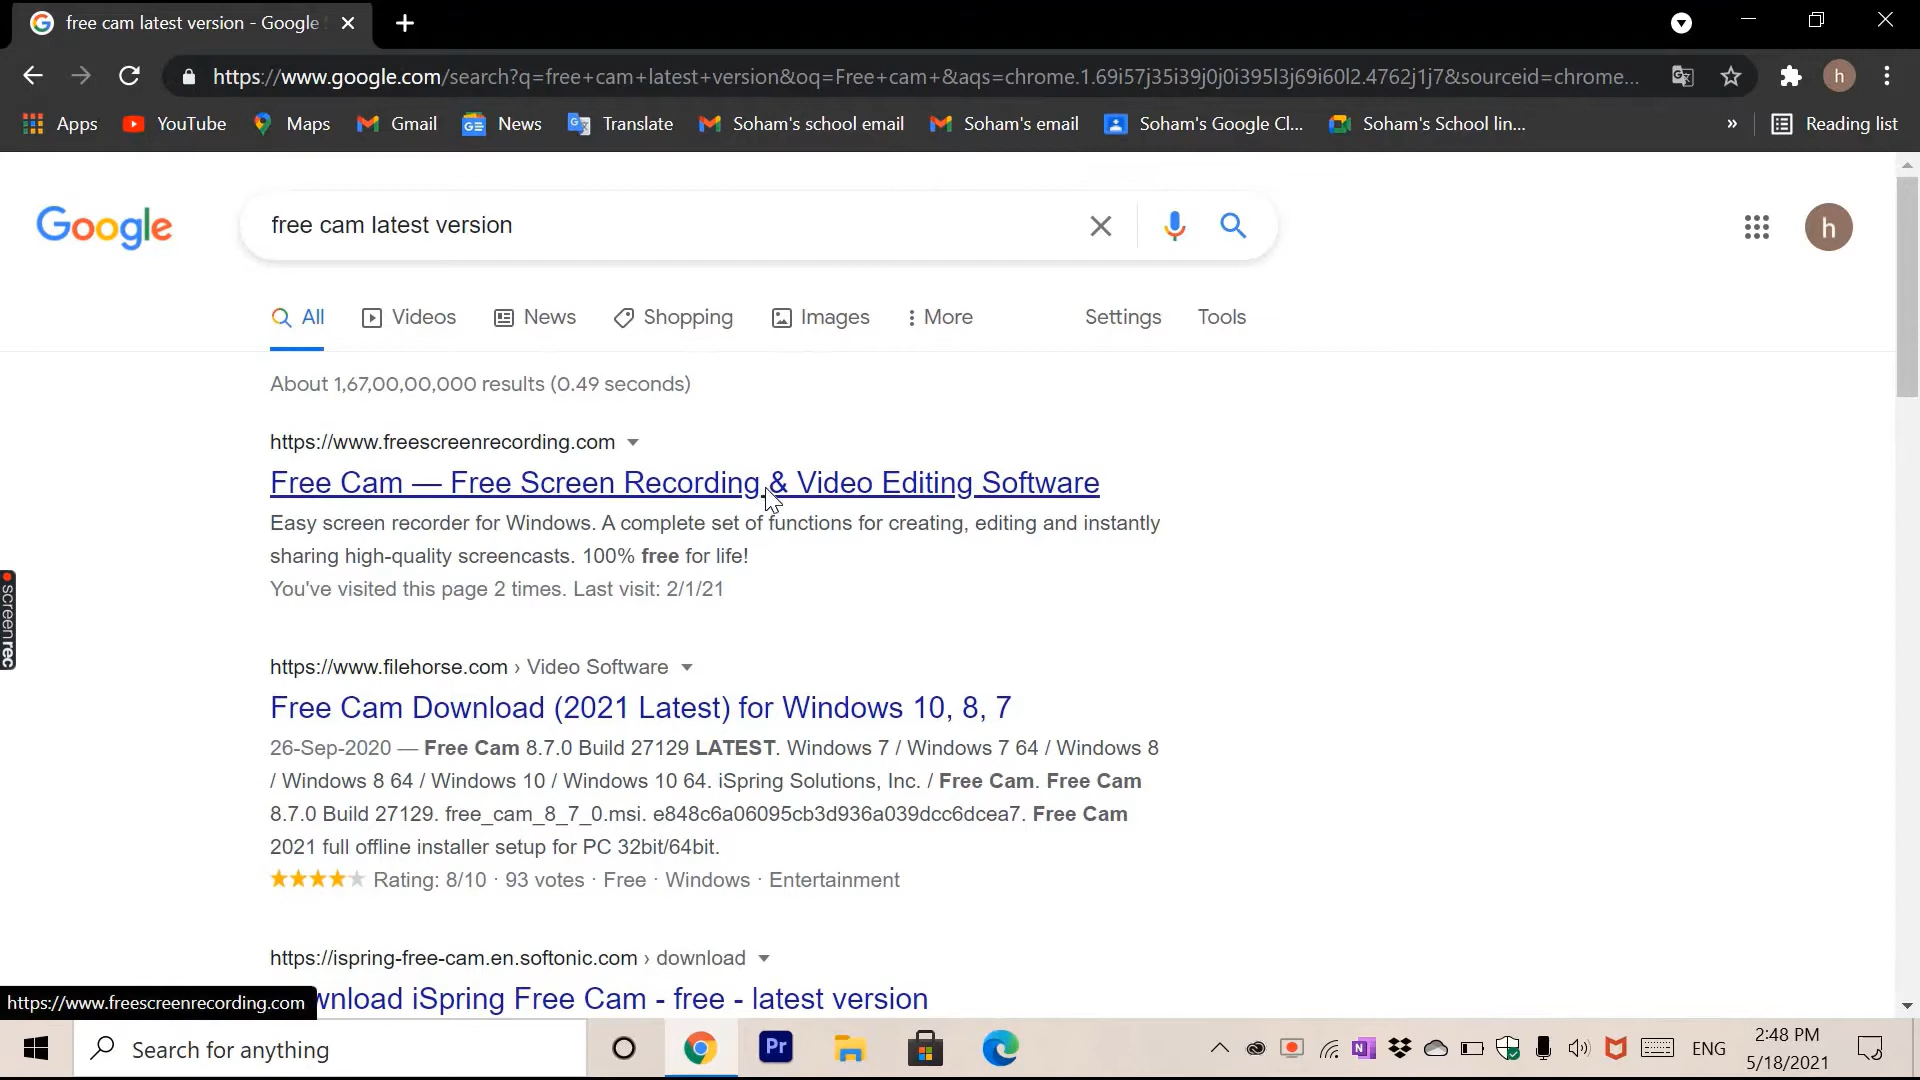 free cam latest version - Google
https://www.google.com/search?q=free+cam+latest+version&oq=Free+cam+&aqs=chrome.1.69i57j35i39j0j0i395l3j69i60l2.4762j1j7&sourceid=chrome...
h
Apps YouTube Maps Gmail News Translate Soham's school email Soham's email Soham's Google Cl... Soham's School lin... » Reading list
Google free cam latest version h
All Videos News Shopping Images More Settings Tools
About 1,67,00,00,000 results (0.49 seconds)
https://www.freescreenrecording.com
Free Cam — Free Screen Recording & Video Editing Software
Easy screen recorder for Windows. A complete set of functions for creating, editing and instantly
sharing high-quality screencasts. 100% free for life!
You've visited this page 2 times. Last visit: 2/1/21
screenrec
https://www.filehorse.com › Video Software
Free Cam Download (2021 Latest) for Windows 10, 8, 7
26-Sep-2020 — Free Cam 8.7.0 Build 27129 LATEST. Windows 7 / Windows 7 64 / Windows 8
/ Windows 8 64 / Windows 10 / Windows 10 64. iSpring Solutions, Inc. / Free Cam. Free Cam
8.7.0 Build 27129. free_cam_8_7_0.msi. e848c6a06095cb3d936a039dcc6dcea7. Free Cam
2021 full offline installer setup for PC 32bit/64bit.
Rating: 8/10 · 93 votes · Free · Windows · Entertainment
https://ispring-free-cam.en.softonic.com › download
wnload iSpring Free Cam - free - latest version
https://www.freescreenrecording.com
Search for anything Pr N ENG 2:48 PM
5/18/2021